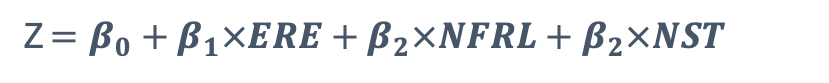 Z = β₀ + β₁×ERE + β₂×NFRL + β₂×NST